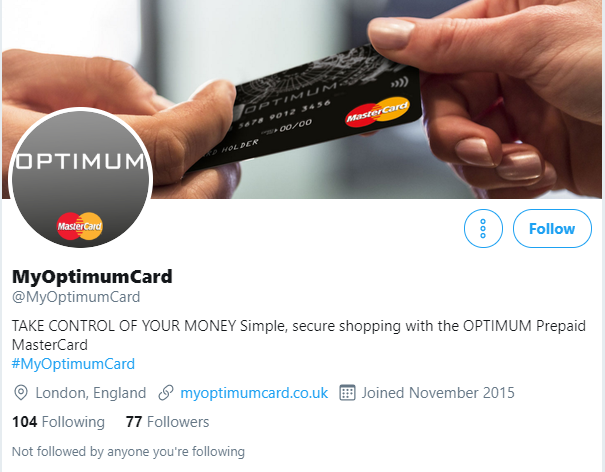 OPTIMUM
5678 9012 3456
00/00
HOLDER
MasterCard
OPTIMUM
MasterCard
Follow
MyOptimumCard
@MyOptimumCard
TAKE CONTROL OF YOUR MONEY Simple, secure shopping with the OPTIMUM Prepaid
MasterCard
#MyOptimumCard
London, England myoptimumcard.co.uk Joined November 2015
104 Following 77 Followers
Not followed by anyone you're following